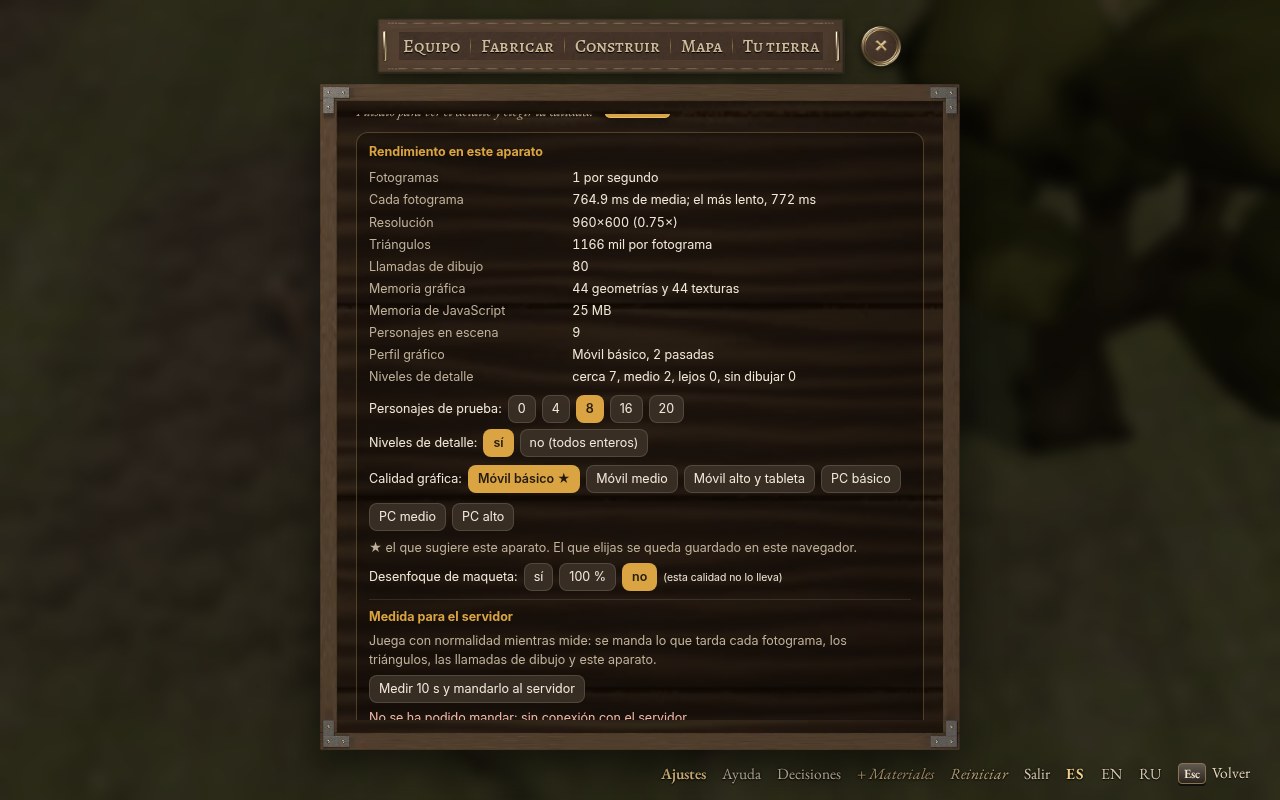 Equipo Fabricar Construir Mapa Tu tierra ×
Rendimiento en este aparato
Fotogramas 1 por segundo
Cada fotograma 764.9 ms de media; el más lento, 772 ms
Resolución 960×600 (0.75×)
Triángulos 1166 mil por fotograma
Llamadas de dibujo 80
Memoria gráfica 44 geometrías y 44 texturas
Memoria de JavaScript 25 MB
Personajes en escena 9
Perfil gráfico Móvil básico, 2 pasadas
Niveles de detalle cerca 7, medio 2, lejos 0, sin dibujar 0
Personajes de prueba: 0 4 8 16 20
Niveles de detalle: sí no (todos enteros)
Calidad gráfica: Móvil básico ★ Móvil medio Móvil alto y tableta PC básico
PC medio PC alto
★ el que sugiere este aparato. El que elijas se queda guardado en este navegador.
Desenfoque de maqueta: sí 100 % no (esta calidad no lo lleva)
Medida para el servidor
Juega con normalidad mientras mide: se manda lo que tarda cada fotograma, los
triángulos, las llamadas de dibujo y este aparato.
Medir 10 s y mandarlo al servidor
No se ha podido mandar: sin conexión con el servidor
Ajustes Ayuda Decisiones + Materiales Reiniciar Salir ES EN RU Esc Volver